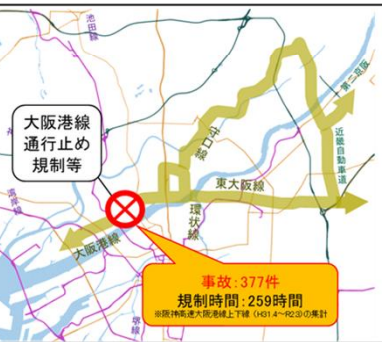 池田線
大阪港線
通行止め
規制等
守口線
第二京阪
近畿自動車道
東大阪線
環状線
湾岸線
大阪港線
堺線
事故:377件
規制時間:259時間
※阪神高速大阪港線上下線(H31.4～R2.3)の集計